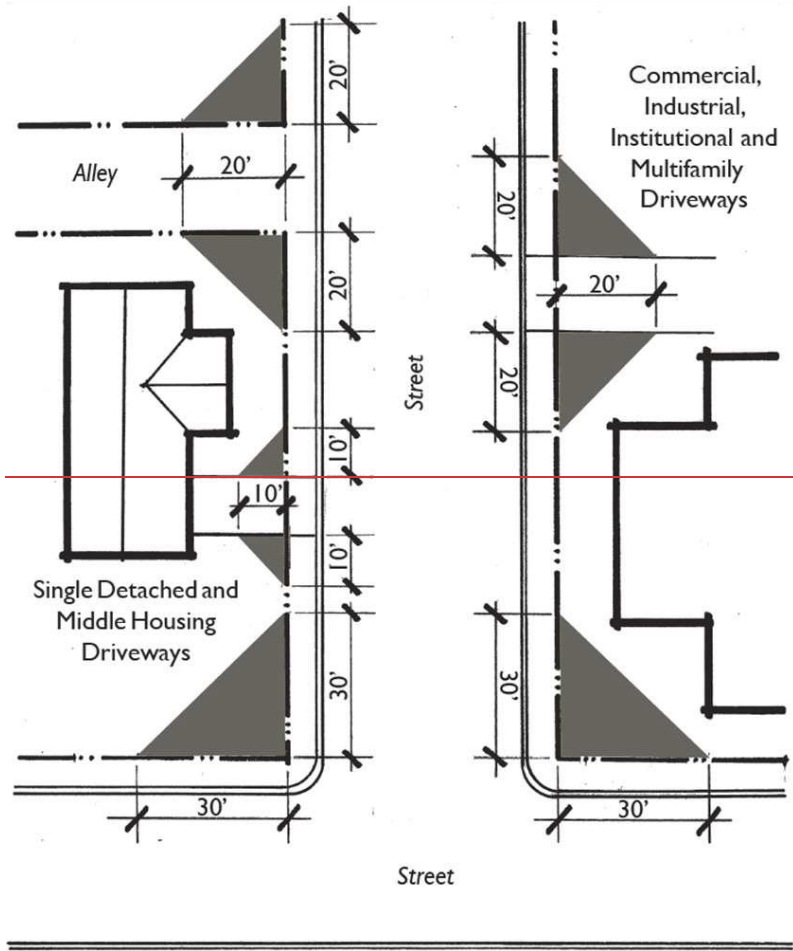 20'
Commercial,
Industrial,
Institutional and
Multifamily
Driveways
Alley
20'
20'
20'
20'
Street
20'
10'
10'
10'
Single Detached and
Middle Housing
Driveways
30'
30'
30'
30'
Street